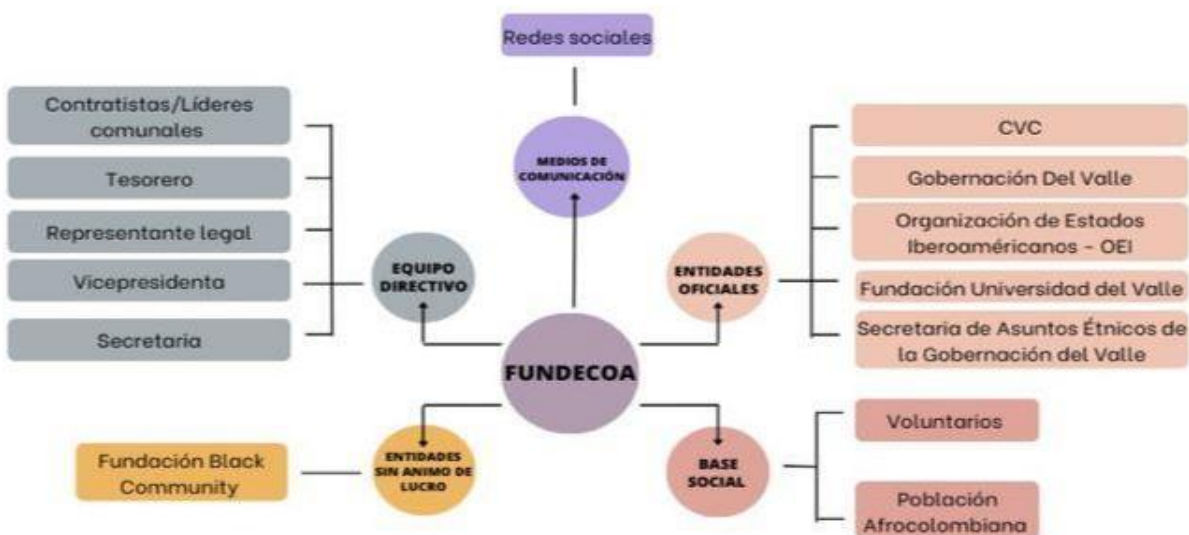 Redes sociales
MEDIOS DE
COMUNICACIÓN
Contratistas/Líderes
comunales
Tesorero
Representante legal
Vicepresidenta
Secretaria
EQUIPO
DIRECTIVO
CVC
Gobernación Del Valle
Organización de Estados
Iberoaméricanos - OEI
Fundación Universidad del Valle
Secretaria de Asuntos Étnicos de
la Gobernación del Valle
ENTIDADES
OFICIALES
FUNDECOA
Fundación Black
Community
ENTIDADES
SIN ANIMO DE
LUCRO
BASE
SOCIAL
Voluntarios
Población
Afrocolombiana